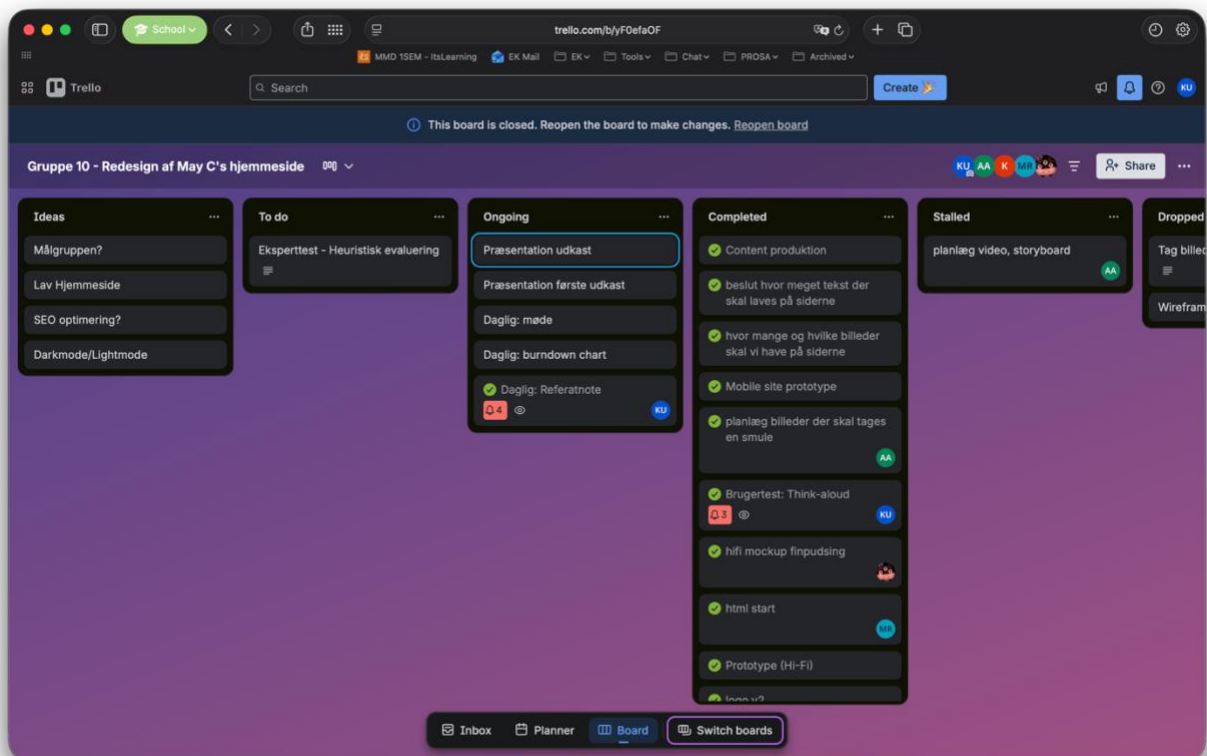 School
trello.com/b/yF0efaOF
MMD 1SEM - ItsLearning
EK Mail
EK
Tools
Chat
PROSA
Archived
Trello
Search
Create
KU
This board is closed. Reopen the board to make changes. Reopen board
Gruppe 10 - Redesign af May C's hjemmeside
KU AA K MR
Share
Ideas
Målgruppen?
Lav Hjemmeside
SEO optimering?
Darkmode/Lightmode
To do
Eksperttest - Heuristisk evaluering
Ongoing
Præsentation udkast
Præsentation første udkast
Daglig: møde
Daglig: burndown chart
Daglig: Referatnote
4
KU
Completed
Content produktion
beslut hvor meget tekst der
skal laves på siderne
hvor mange og hvilke billeder
skal vi have på siderne
Mobile site prototype
planlæg billeder der skal tages
en smule
AA
Brugertest: Think-aloud
3
KU
hifi mockup finpudsing
html start
MR
Prototype (Hi-Fi)
logo v2
Stalled
planlæg video, storyboard
AA
Dropped
Tag billed
Wirefram
Inbox
Planner
Board
Switch boards